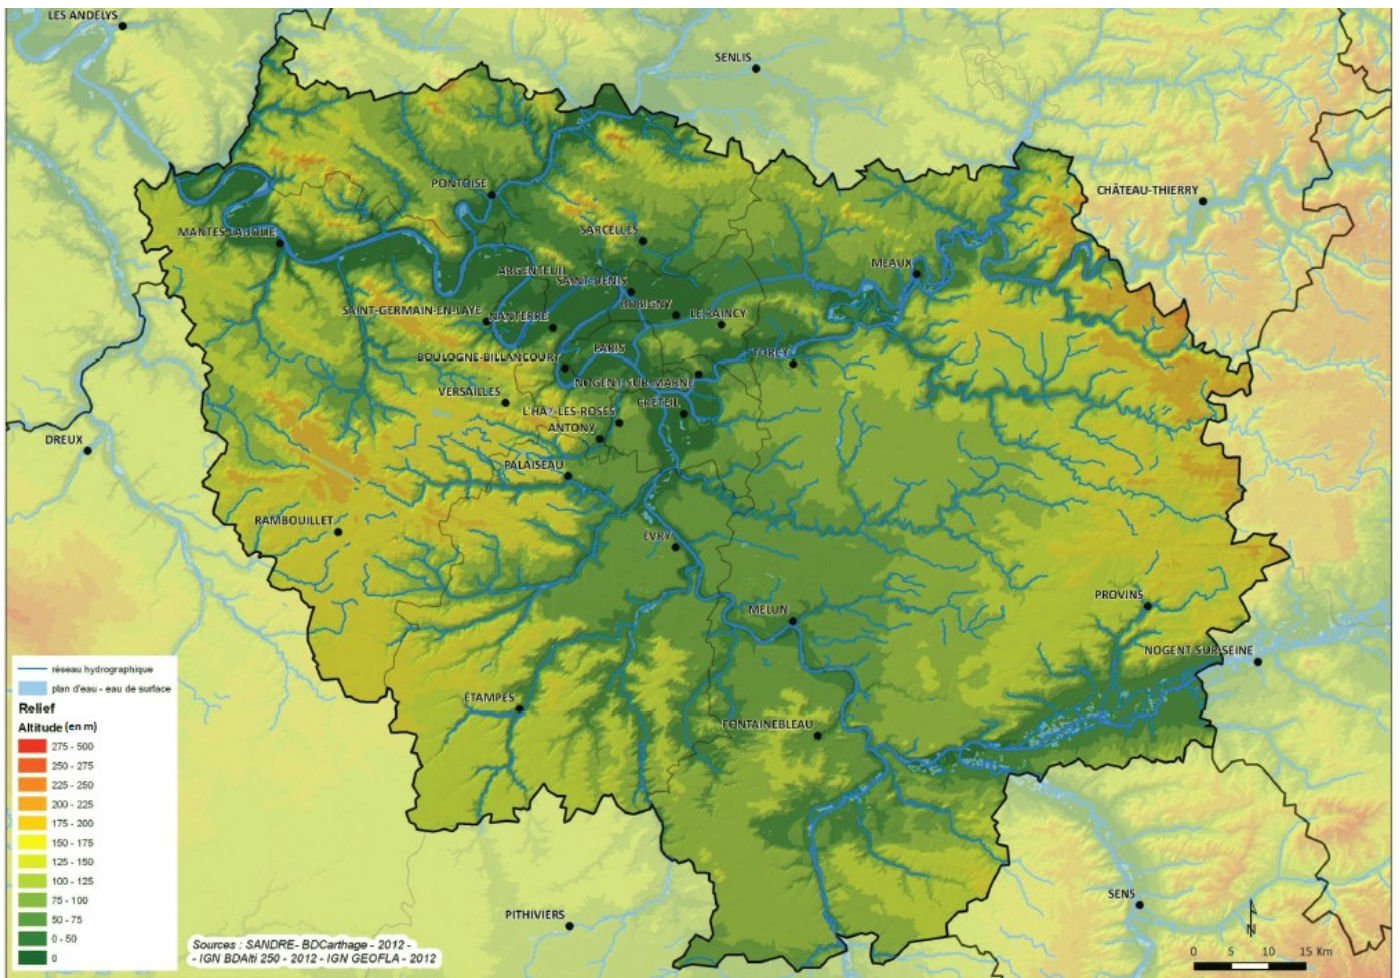 LES ANDELYS
SENLIS
PONTOISE
CHÂTEAU-THIERRY
MANTES-LA-JOLIE
SARCELLES
MEAUX
ARGENTEUIL
SAINT-DENIS
BOBIGNY
SAINT-GERMAIN-EN-LAYE
NANTERRE
LE RAINCY
PARIS
BOULOGNE-BILLANCOURT
TORCY
NOGENT-SUR-MARNE
VERSAILLES
CRÉTEIL
L'HAŸ-LES-ROSES
ANTONY
DREUX
PALAISEAU
RAMBOUILLET
ÉVRY
PROVINS
MELUN
NOGENT-SUR-SEINE
ÉTAMPES
FONTAINEBLEAU
SENS
PITHIVIERS
réseau hydrographique
plan d'eau - eau de surface
Relief
Altitude (en m)
275 - 500
250 - 275
225 - 250
200 - 225
175 - 200
150 - 175
125 - 150
100 - 125
75 - 100
50 - 75
0 - 50
0
Sources : SANDRE- BDCarthage - 2012 -
- IGN BDAlti 250 - 2012 - IGN GEOFLA - 2012
N
0 5 10 15 Km